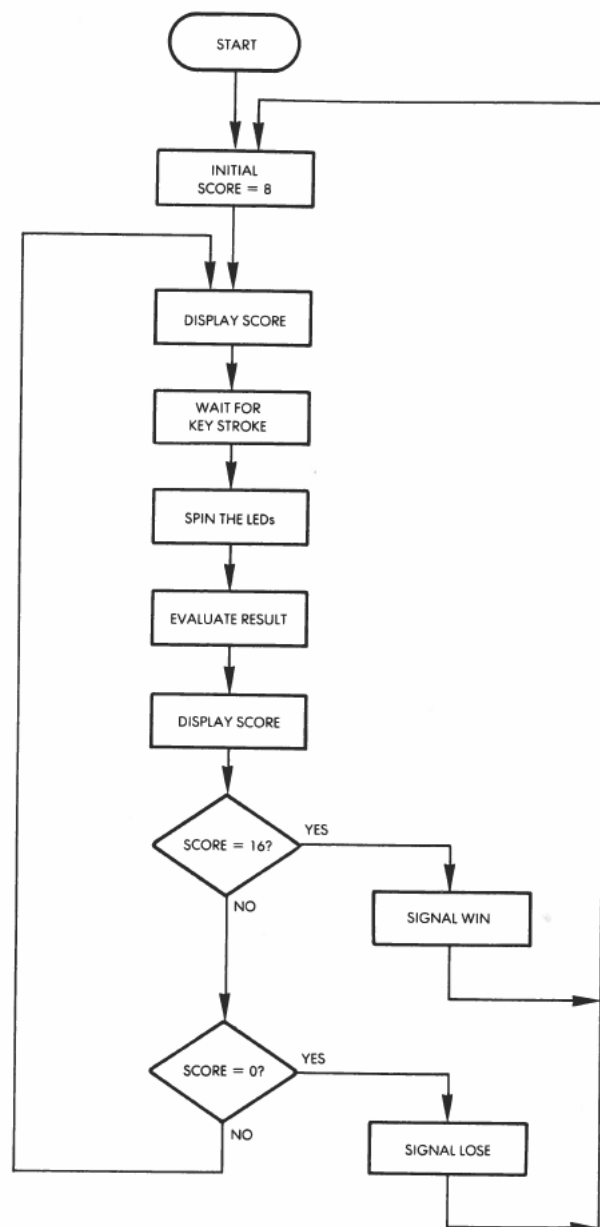 START
INITIAL
SCORE = 8
DISPLAY SCORE
WAIT FOR
KEY STROKE
SPIN THE LEDs
EVALUATE RESULT
DISPLAY SCORE
SCORE = 16?
YES
NO
SIGNAL WIN
SCORE = 0?
YES
NO
SIGNAL LOSE